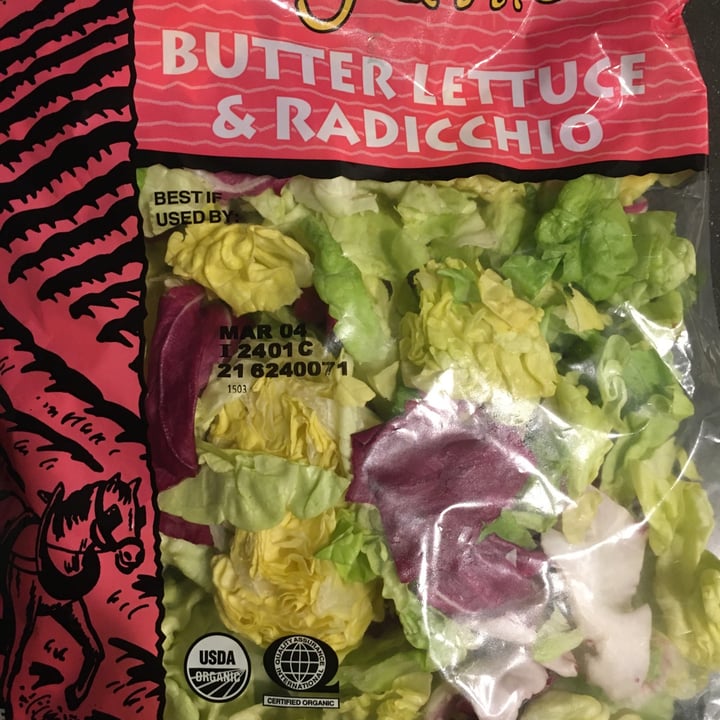 BUTTER LETTUCE
& RADICCHIO
BEST IF
USED BY:
MAR 04
I 2401 C
21 6240071
1503
USDA
ORGANIC
QUALITY ASSURANCE
INTERNATIONAL
CERTIFIED ORGANIC